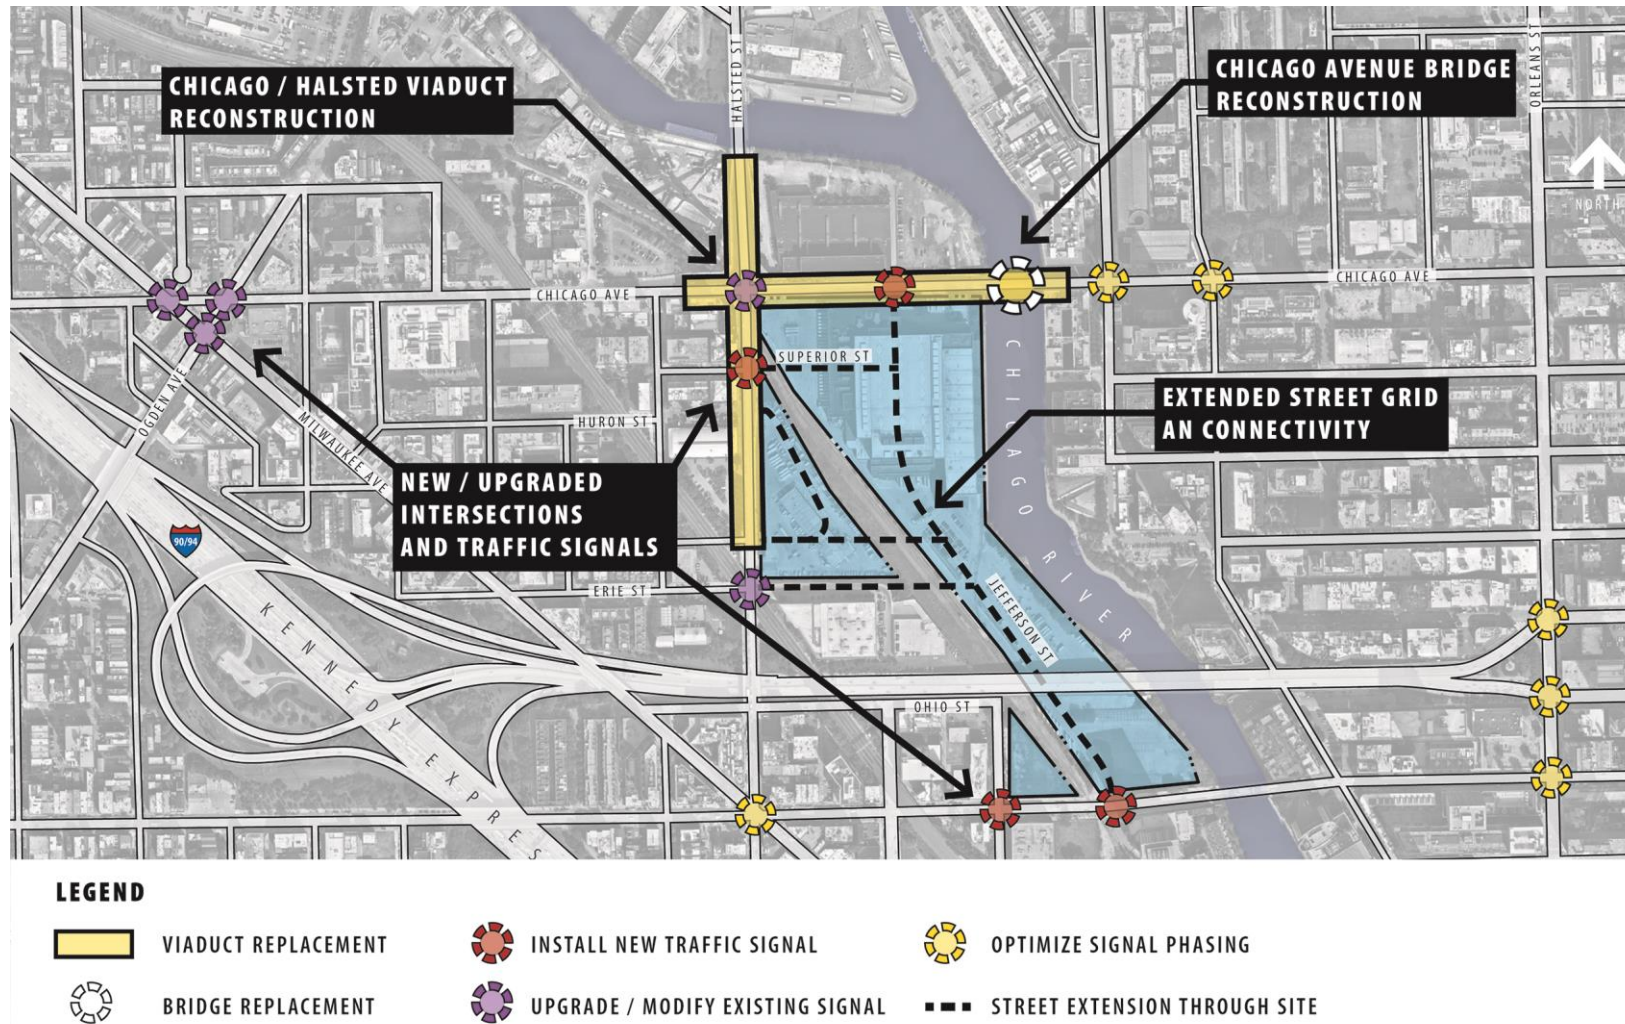 HALSTED ST
ORLEANS ST
CHICAGO / HALSTED VIADUCT
RECONSTRUCTION
CHICAGO AVENUE BRIDGE
RECONSTRUCTION
NORTH
CHICAGO AVE
CHICAGO AVE
SUPERIOR ST
HURON ST
OGDEN AVE
MILWAUKEE AVE
CHICAGO RIVER
EXTENDED STREET GRID
AN CONNECTIVITY
NEW / UPGRADED
INTERSECTIONS
AND TRAFFIC SIGNALS
90/94
ERIE ST
JEFFERSON ST
KENNEDY EXPRES
OHIO ST
LEGEND
VIADUCT REPLACEMENT
INSTALL NEW TRAFFIC SIGNAL
OPTIMIZE SIGNAL PHASING
BRIDGE REPLACEMENT
UPGRADE / MODIFY EXISTING SIGNAL
STREET EXTENSION THROUGH SITE